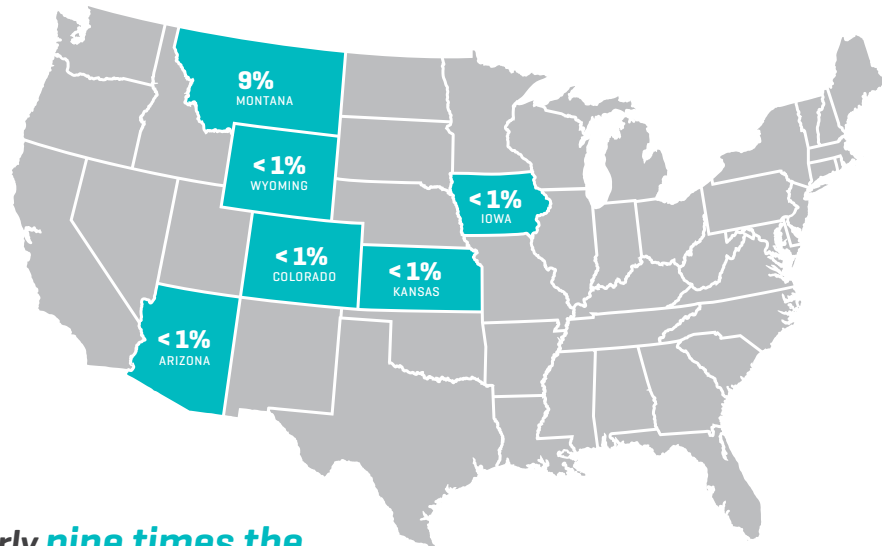 9%
MONTANA
< 1%
WYOMING
< 1%
IOWA
< 1%
COLORADO
< 1%
KANSAS
< 1%
ARIZONA
nine times the